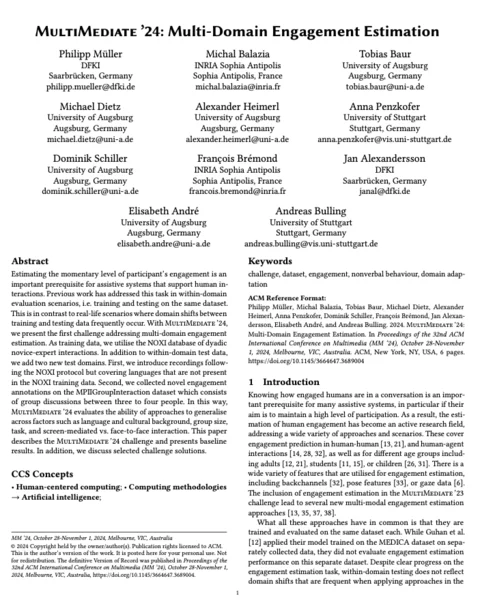 MULTIMEDIATE ’24: Multi-Domain Engagement Estimation
Philipp Müller
DFKI
Saarbrücken, Germany
philipp.mueller@dfki.de
Michal Balazia
INRIA Sophia Antipolis
Sophia Antipolis, France
michal.balazia@inria.fr
Tobias Baur
University of Augsburg
Augsburg, Germany
tobias.baur@uni-a.de
Michael Dietz
University of Augsburg
Augsburg, Germany
michael.dietz@uni-a.de
Alexander Heimerl
University of Augsburg
Augsburg, Germany
alexander.heimerl@uni-a.de
Anna Penzkofer
University of Stuttgart
Stuttgart, Germany
anna.penzkofer@vis.uni-stuttgart.de
Dominik Schiller
University of Augsburg
Augsburg, Germany
dominik.schiller@uni-a.de
François Brémond
INRIA Sophia Antipolis
Sophia Antipolis, France
francois.bremond@inria.fr
Jan Alexandersson
DFKI
Saarbrücken, Germany
janal@dfki.de
Elisabeth André
University of Augsburg
Augsburg, Germany
elisabeth.andre@uni-a.de
Andreas Bulling
University of Stuttgart
Stuttgart, Germany
andreas.bulling@vis.uni-stuttgart.de
Abstract
Estimating the momentary level of participant’s engagement is an
important prerequisite for assistive systems that support human in-
teractions. Previous work has addressed this task in within-domain
evaluation scenarios, i.e. training and testing on the same dataset.
This is in contrast to real-life scenarios where domain shifts between
training and testing data frequently occur. With MULTIMEDIATE ’24,
we present the first challenge addressing multi-domain engagement
estimation. As training data, we utilise the NOXI database of dyadic
novice-expert interactions. In addition to within-domain test data,
we add two new test domains. First, we introduce recordings follow-
ing the NOXI protocol but covering languages that are not present
in the NOXI training data. Second, we collected novel engagement
annotations on the MPIIGroupInteraction dataset which consists
of group discussions between three to four people. In this way,
MULTIMEDIATE ’24 evaluates the ability of approaches to generalise
across factors such as language and cultural background, group size,
task, and screen-mediated vs. face-to-face interaction. This paper
describes the MULTIMEDIATE ’24 challenge and presents baseline
results. In addition, we discuss selected challenge solutions.
CCS Concepts
• Human-centered computing; • Computing methodologies
→ Artificial intelligence;
MM ’24, October 28-November 1, 2024, Melbourne, VIC, Australia
© 2024 Copyright held by the owner/author(s). Publication rights licensed to ACM.
This is the author’s version of the work. It is posted here for your personal use. Not
for redistribution. The definitive Version of Record was published in Proceedings of the
32nd ACM International Conference on Multimedia (MM ’24), October 28-November 1,
2024, Melbourne, VIC, Australia, https://doi.org/10.1145/3664647.3689004.
Keywords
challenge, dataset, engagement, nonverbal behaviour, domain adap-
tation
ACM Reference Format:
Philipp Müller, Michal Balazia, Tobias Baur, Michael Dietz, Alexander
Heimerl, Anna Penzkofer, Dominik Schiller, François Brémond, Jan Alexan-
dersson, Elisabeth André, and Andreas Bulling. 2024. MULTIMEDIATE ’24:
Multi-Domain Engagement Estimation. In Proceedings of the 32nd ACM
International Conference on Multimedia (MM ’24), October 28-November
1, 2024, Melbourne, VIC, Australia. ACM, New York, NY, USA, 6 pages.
https://doi.org/10.1145/3664647.3689004
1 Introduction
Knowing how engaged humans are in a conversation is an impor-
tant prerequisite for many assistive systems, in particular if their
aim is to maintain a high level of participation. As a result, the esti-
mation of human engagement has become an active research field,
addressing a wide variety of approaches and scenarios. These cover
engagement prediction in human-human [13, 21], and human-agent
interactions [14, 28, 32], as well as for different age groups includ-
ing adults [12, 21], students [11, 15], or children [26, 31]. There is a
wide variety of features that are utilised for engagement estimation,
including backchannels [32], pose features [33], or gaze data [6].
The inclusion of engagement estimation in the MULTIMEDIATE ’23
challenge lead to several new multi-modal engagement estimation
approaches [13, 35, 37, 38].
What all these approaches have in common is that they are
trained and evaluated on the same dataset each. While Guhan et al.
[12] applied their model trained on the MEDICA dataset on sepa-
rately collected data, they did not evaluate engagement estimation
performance on this separate dataset. Despite clear progress on the
engagement estimation task, within-domain testing does not reflect
domain shifts that are frequent when applying approaches in the
1